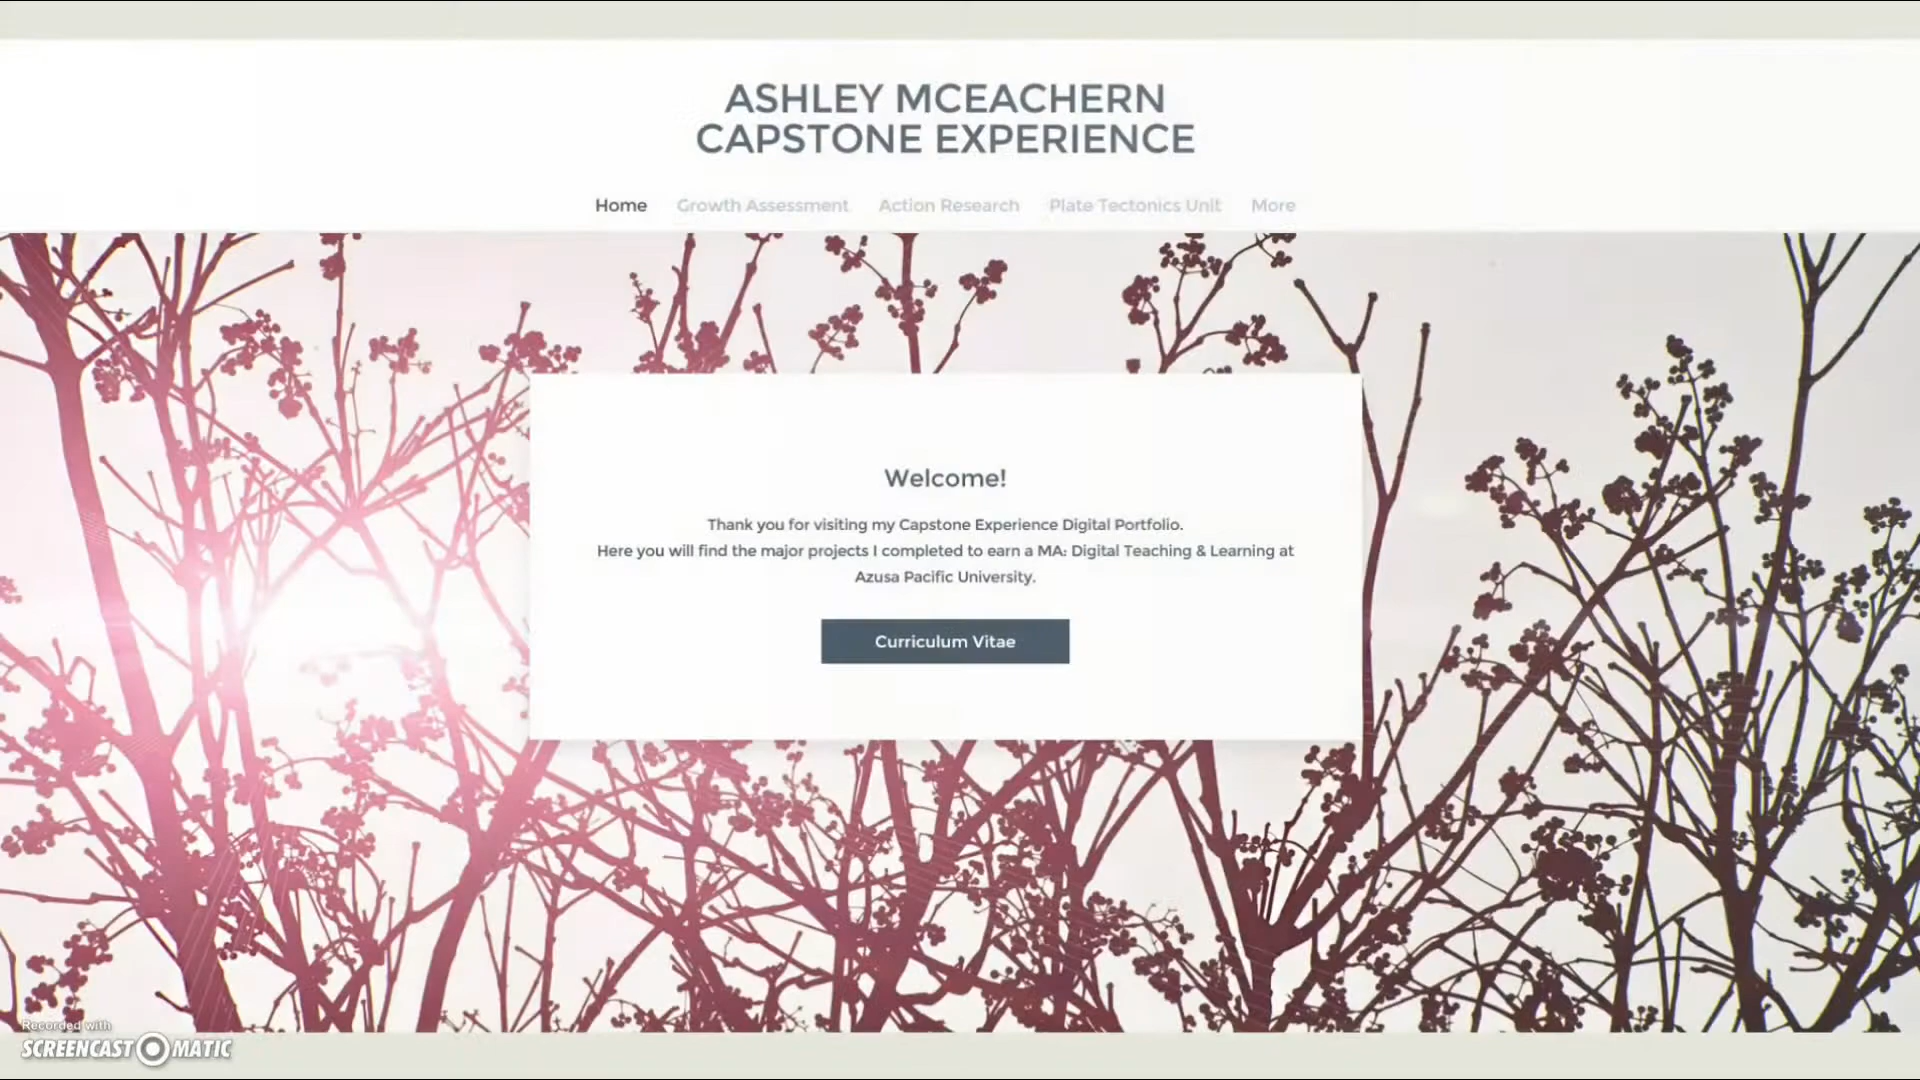 ASHLEY MCEACHERN
CAPSTONE EXPERIENCE
Home Growth Assessment Action Research Plate Tectonics Unit More
Welcome!
Thank you for visiting my Capstone Experience Digital Portfolio.
Here you will find the major projects I completed to earn a MA: Digital Teaching & Learning at
Azusa Pacific University.
Curriculum Vitae
Recorded with
SCREENCAST MATIC